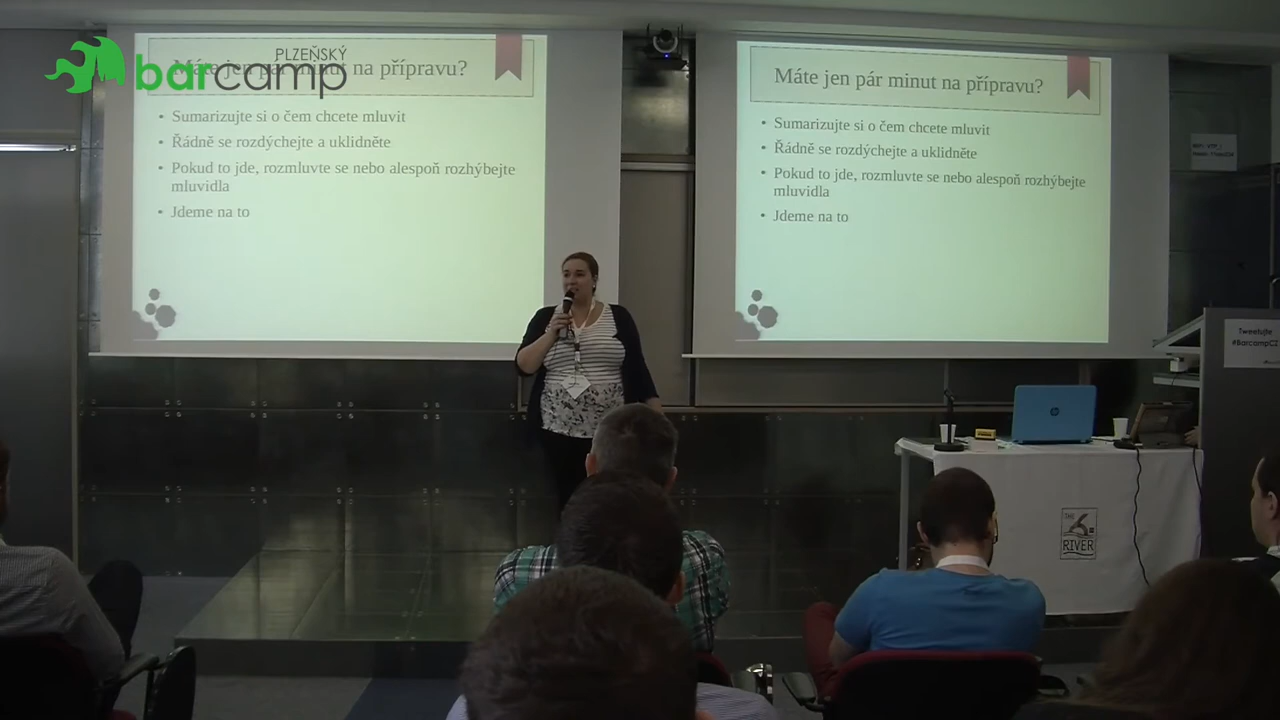 PLZEŇSKÝ
barcamp
Máte jen pár minut na přípravu?
• Sumarizujte si o čem chcete mluvit
• Řádně se rozdýchejte a uklidněte
• Pokud to jde, rozmluvte se nebo alespoň rozhýbejte
mluvidla
• Jdeme na to
Máte jen pár minut na přípravu?
• Sumarizujte si o čem chcete mluvit
• Řádně se rozdýchejte a uklidněte
• Pokud to jde, rozmluvte se nebo alespoň rozhýbejte
mluvidla
• Jdeme na to
Tweetujte
#BarcampCZ
hp
THE
RIVER